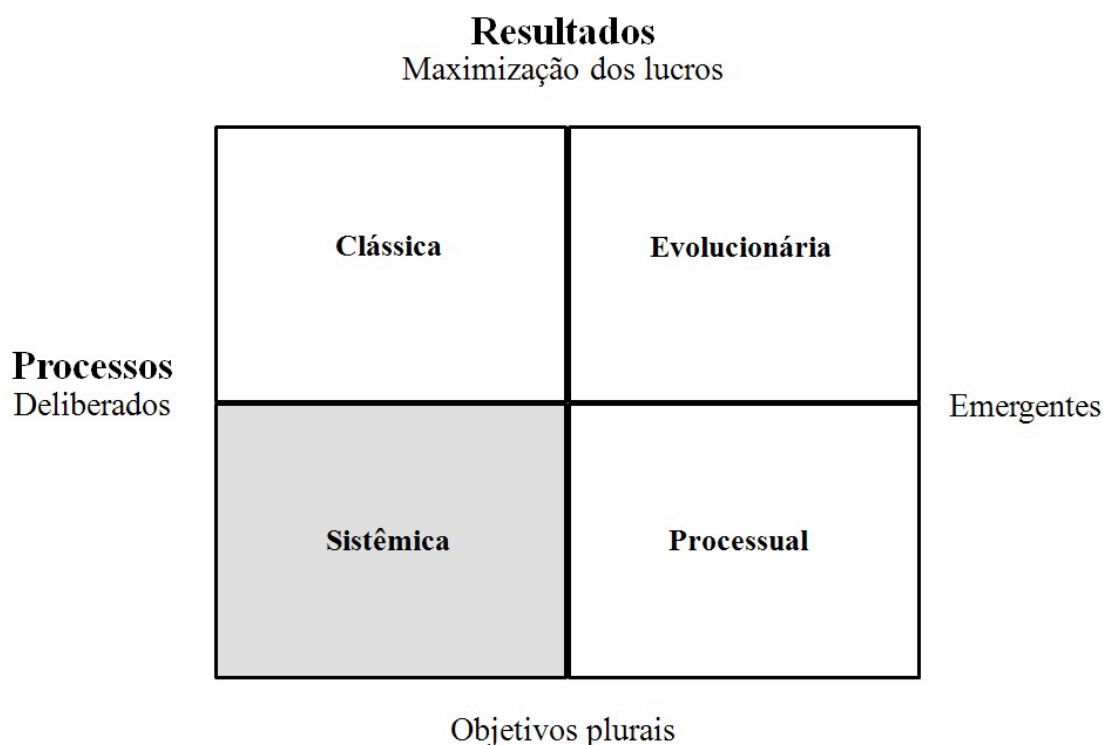 Resultados
Maximização dos lucros
Clássica
Evolucionária
Processos
Deliberados
Emergentes
Sistêmica
Processual
Objetivos plurais